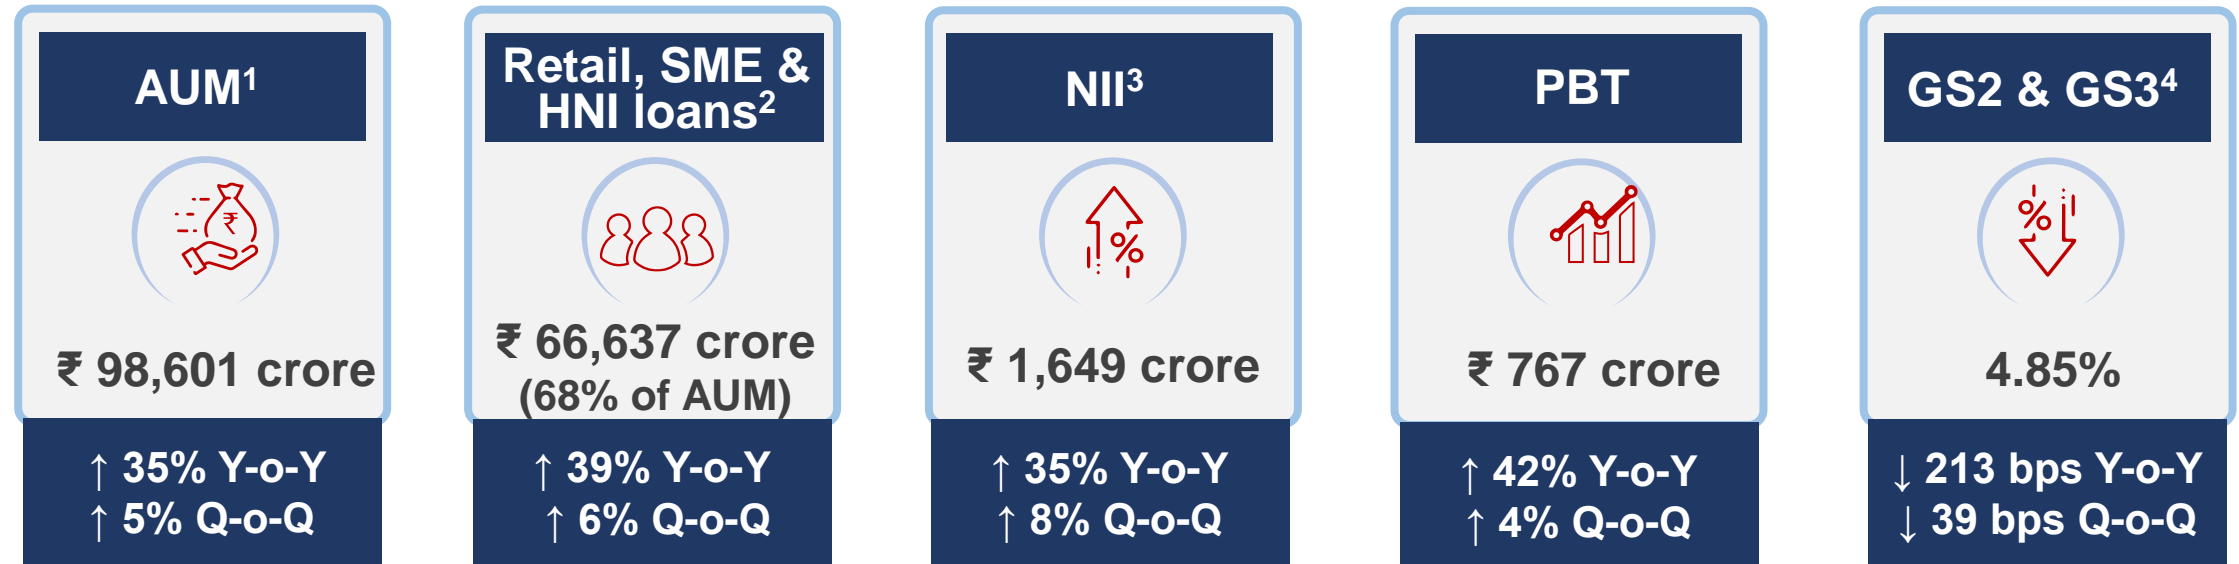 AUM¹
₹
₹ 98,601 crore
↑ 35% Y-o-Y
↑ 5% Q-o-Q
Retail, SME &
HNI loans²
₹ 66,637 crore
(68% of AUM)
↑ 39% Y-o-Y
↑ 6% Q-o-Q
NII³
%
₹ 1,649 crore
↑ 35% Y-o-Y
↑ 8% Q-o-Q
PBT
₹ 767 crore
↑ 42% Y-o-Y
↑ 4% Q-o-Q
GS2 & GS3⁴
%
4.85%
↓ 213 bps Y-o-Y
↓ 39 bps Q-o-Q